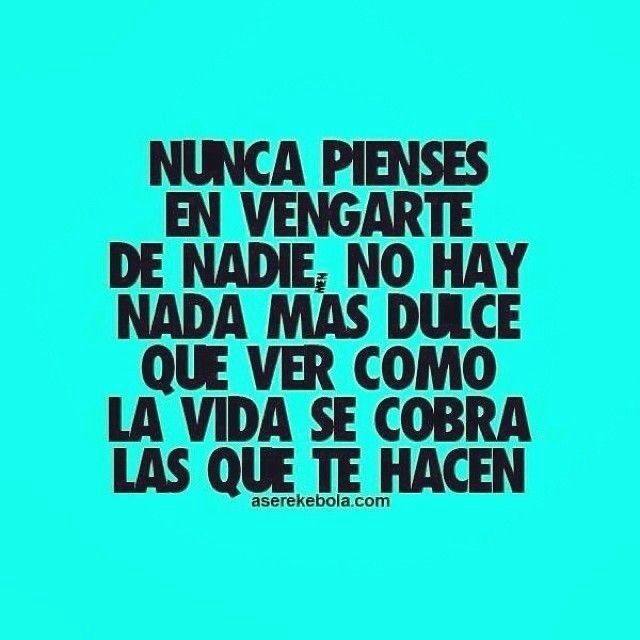 NUNCA PIENSES
EN VENGARTE
DE NADIE, NO HAY
NADA MAS DULCE
QUE VER COMO
LA VIDA SE COBRA
LAS QUE TE HACEN
aserekebola.com